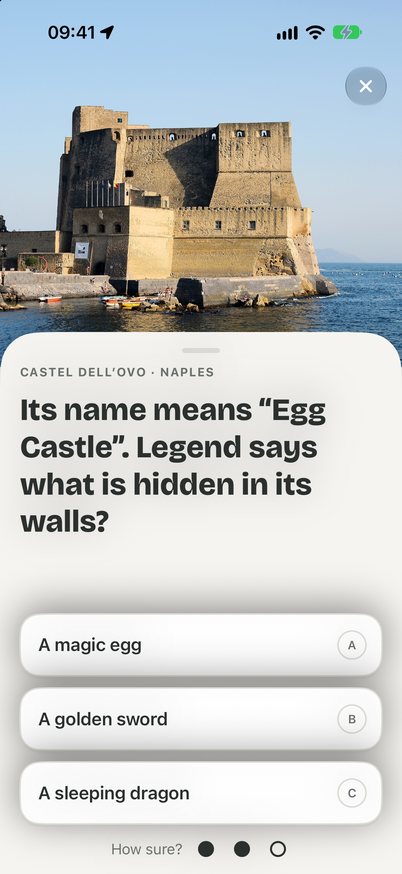 09:41
CASTEL DELL’OVO · NAPLES
Its name means “Egg
Castle”. Legend says
what is hidden in its
walls?
A magic egg A
A golden sword B
A sleeping dragon C
How sure?